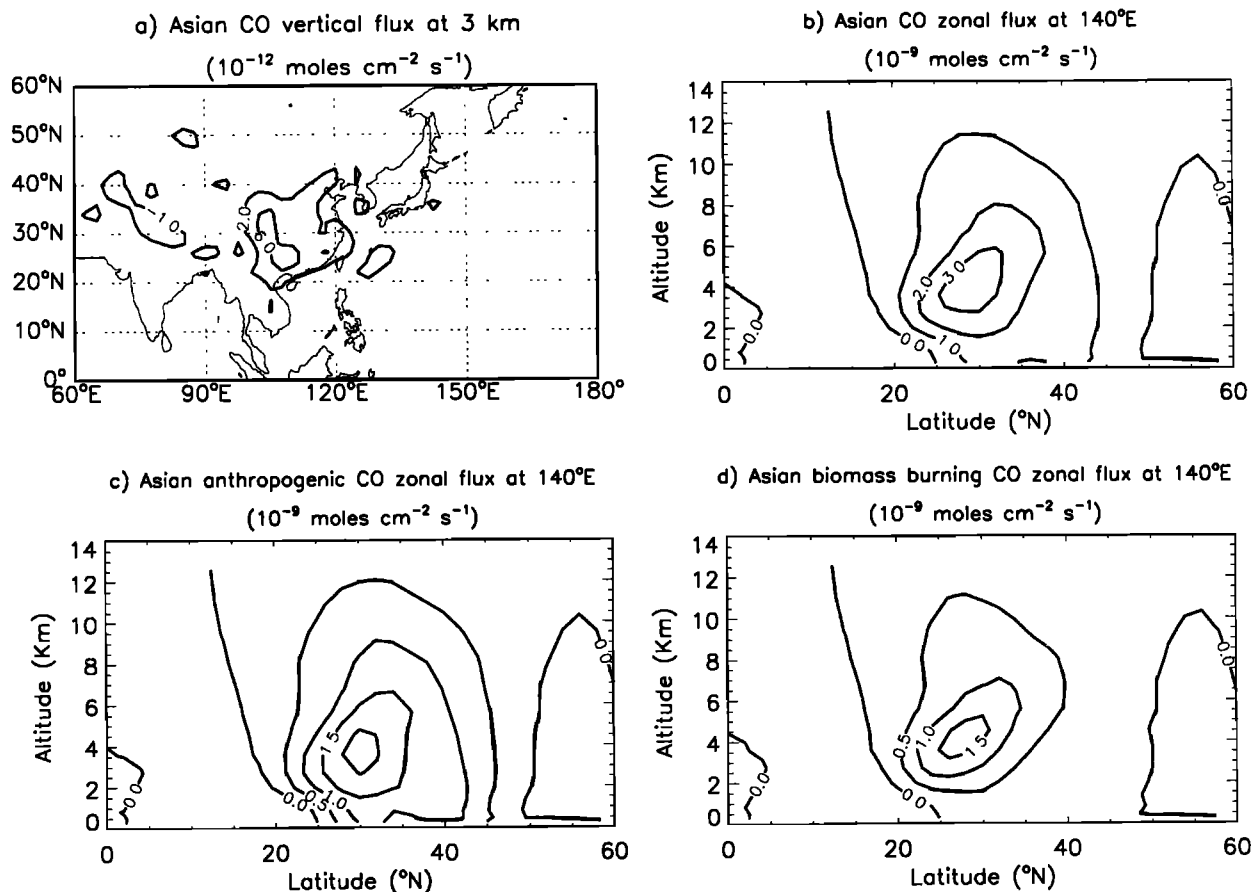 a) Asian CO vertical flux at 3 km
(10⁻¹² moles cm⁻² s⁻¹)
60°N
50°N
40°N
30°N
20°N
10°N
0°
60°E 90°E 120°E 150°E 180°
-1.0
2.0
b) Asian CO zonal flux at 140°E
(10⁻⁹ moles cm⁻² s⁻¹)
Altitude (Km)
14
12
10
8
6
4
2
0
0 20 40 60
Latitude (°N)
0.0
2.0
3.0
1.0
0.0
0.0
c) Asian anthropogenic CO zonal flux at 140°E
(10⁻⁹ moles cm⁻² s⁻¹)
Altitude (Km)
14
12
10
8
6
4
2
0
0 20 40 60
Latitude (°N)
0.0
1.5
0.0
0.5
1.0
0.0
d) Asian biomass burning CO zonal flux at 140°E
(10⁻⁹ moles cm⁻² s⁻¹)
Altitude (Km)
14
12
10
8
6
4
2
0
0 20 40 60
Latitude (°N)
0.0
0.5
1.0
1.5
0.0
0.0